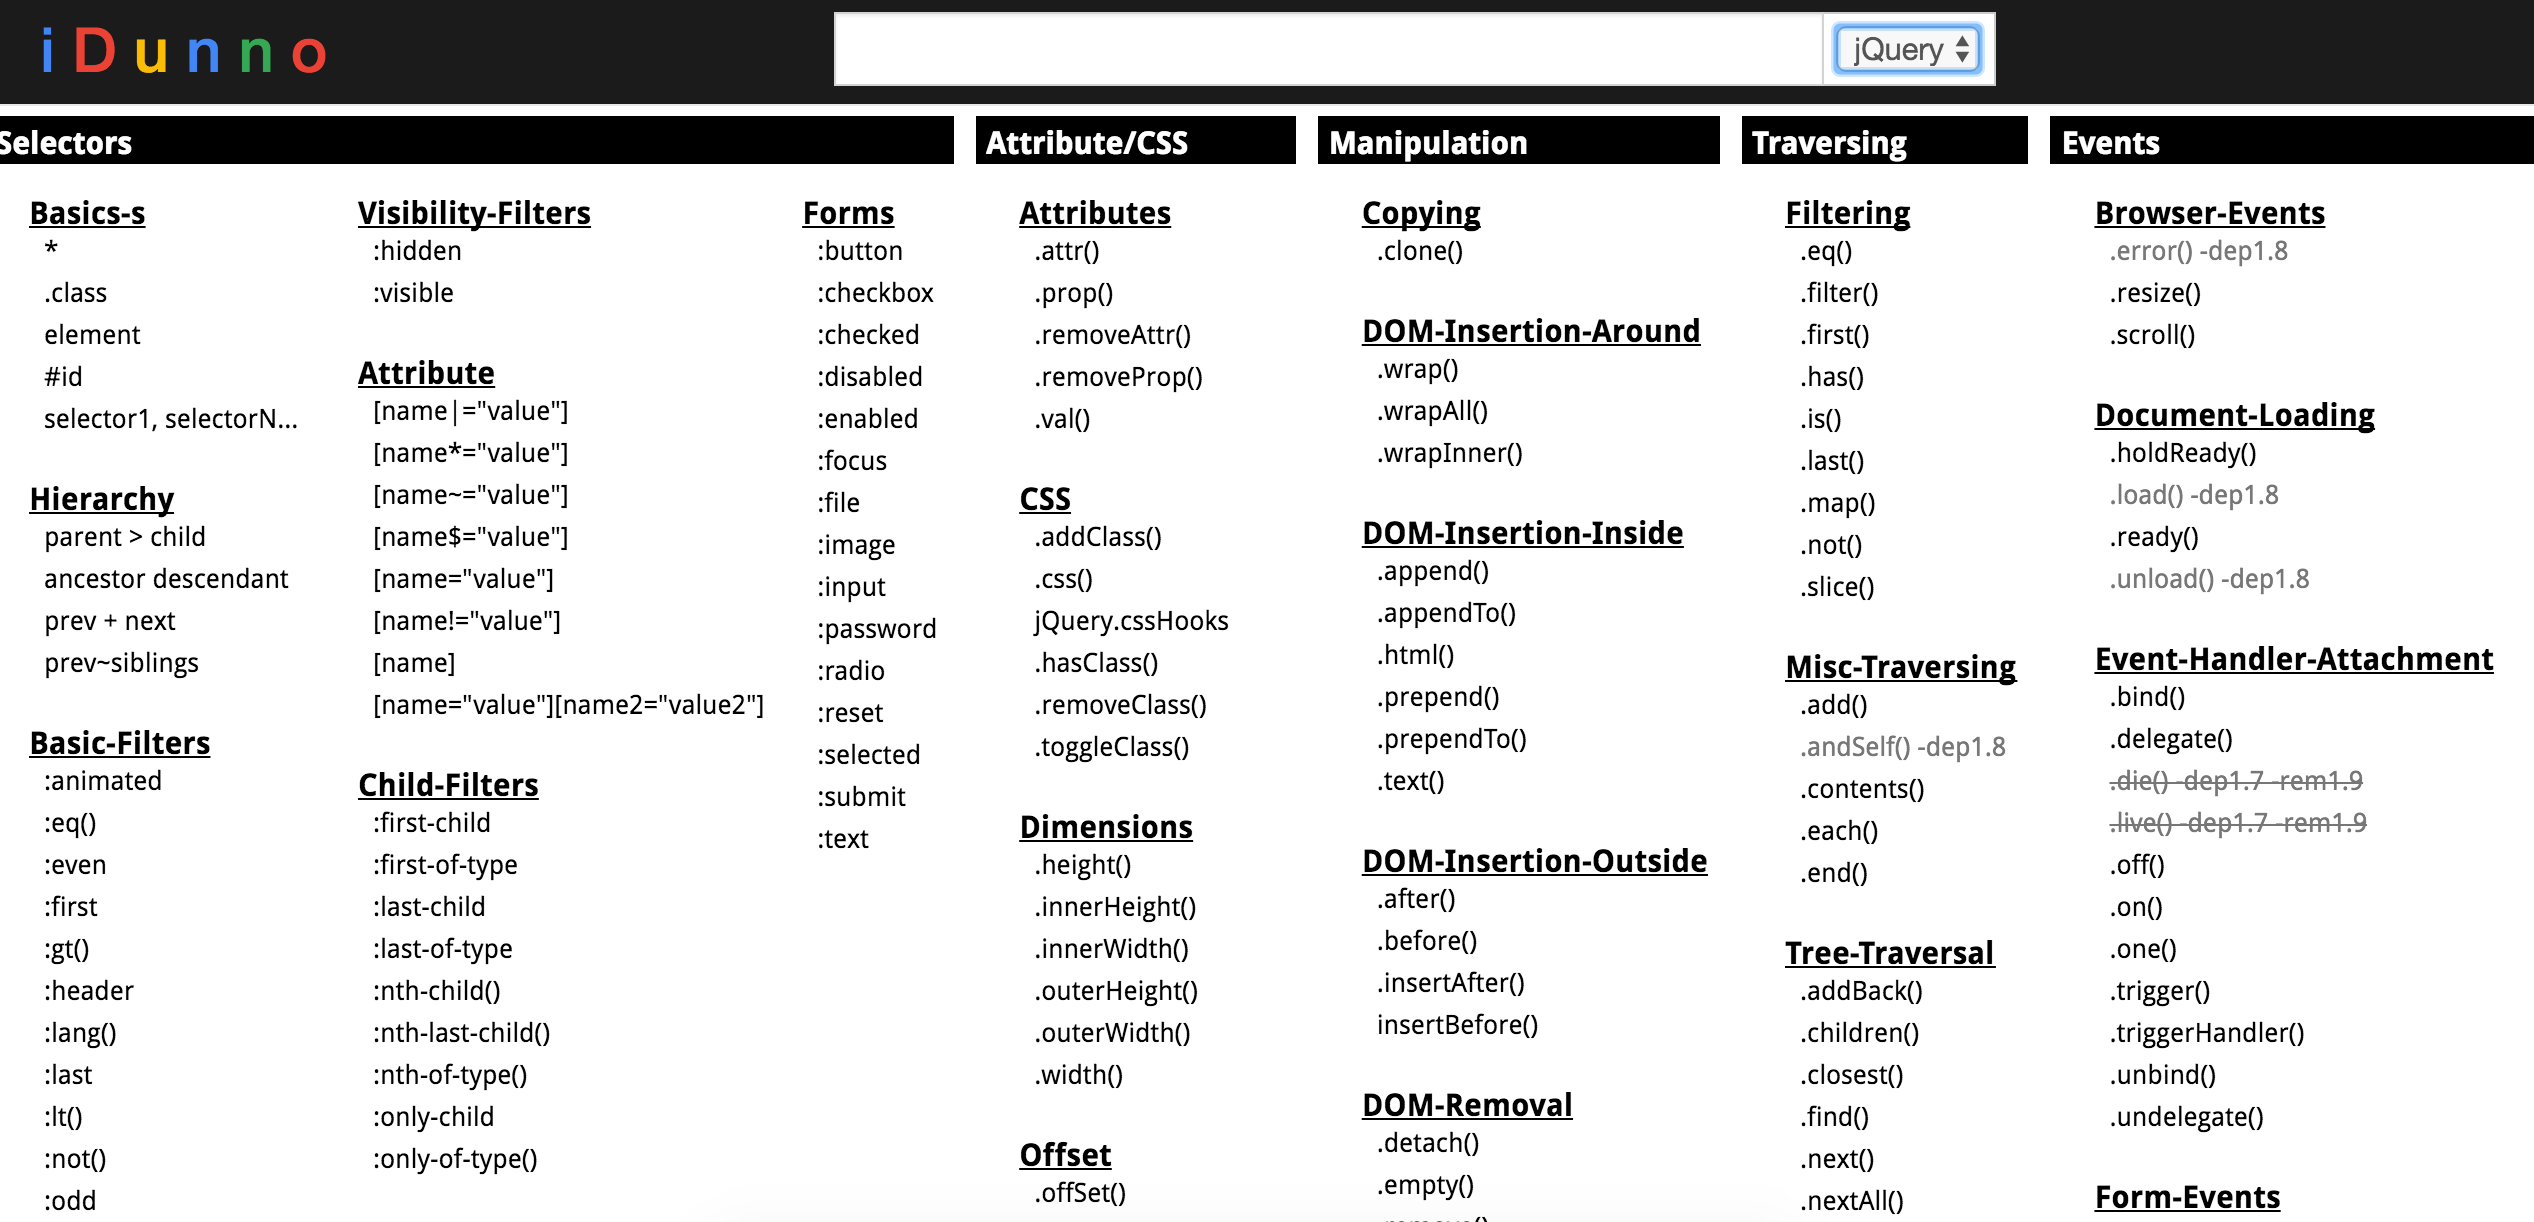 iDunno
jQuery
Selectors
Basics-s
*
.class
element
#id
selector1, selectorN...
Hierarchy
parent > child
ancestor descendant
prev + next
prev~siblings
Basic-Filters
:animated
:eq()
:even
:first
:gt()
:header
:lang()
:last
:lt()
:not()
:odd
Visibility-Filters
:hidden
:visible
Attribute
[name|="value"]
[name*="value"]
[name~="value"]
[name$="value"]
[name="value"]
[name!="value"]
[name]
[name="value"][name2="value2"]
Child-Filters
:first-child
:first-of-type
:last-child
:last-of-type
:nth-child()
:nth-last-child()
:nth-of-type()
:only-child
:only-of-type()
Forms
:button
:checkbox
:checked
:disabled
:enabled
:focus
:file
:image
:input
:password
:radio
:reset
:selected
:submit
:text
Attribute/CSS
Attributes
.attr()
.prop()
.removeAttr()
.removeProp()
.val()
CSS
.addClass()
.css()
jQuery.cssHooks
.hasClass()
.removeClass()
.toggleClass()
Dimensions
.height()
.innerHeight()
.innerWidth()
.outerHeight()
.outerWidth()
.width()
Offset
.offSet()
Manipulation
Copying
.clone()
DOM-Insertion-Around
.wrap()
.wrapAll()
.wrapInner()
DOM-Insertion-Inside
.append()
.appendTo()
.html()
.prepend()
.prependTo()
.text()
DOM-Insertion-Outside
.after()
.before()
.insertAfter()
insertBefore()
DOM-Removal
.detach()
.empty()
Traversing
Filtering
.eq()
.filter()
.first()
.has()
.is()
.last()
.map()
.not()
.slice()
Misc-Traversing
.add()
.andSelf() -dep1.8
.contents()
.each()
.end()
Tree-Traversal
.addBack()
.children()
.closest()
.find()
.next()
.nextAll()
Events
Browser-Events
.error() -dep1.8
.resize()
.scroll()
Document-Loading
.holdReady()
.load() -dep1.8
.ready()
.unload() -dep1.8
Event-Handler-Attachment
.bind()
.delegate()
.die() -dep1.7 -rem1.9
.live() -dep1.7 -rem1.9
.off()
.on()
.one()
.trigger()
.triggerHandler()
.unbind()
.undelegate()
Form-Events